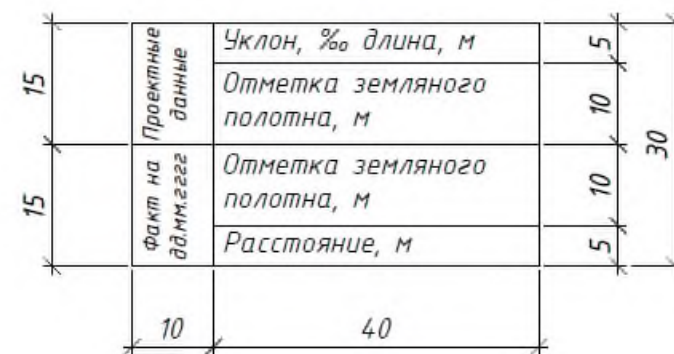 Проектные
данные
Уклон, ‰ длина, м
Отметка земляного
полотна, м
Факт на
дд.мм.гггг
Отметка земляного
полотна, м
Расстояние, м
15
15
5
10
10
5
30
10
40